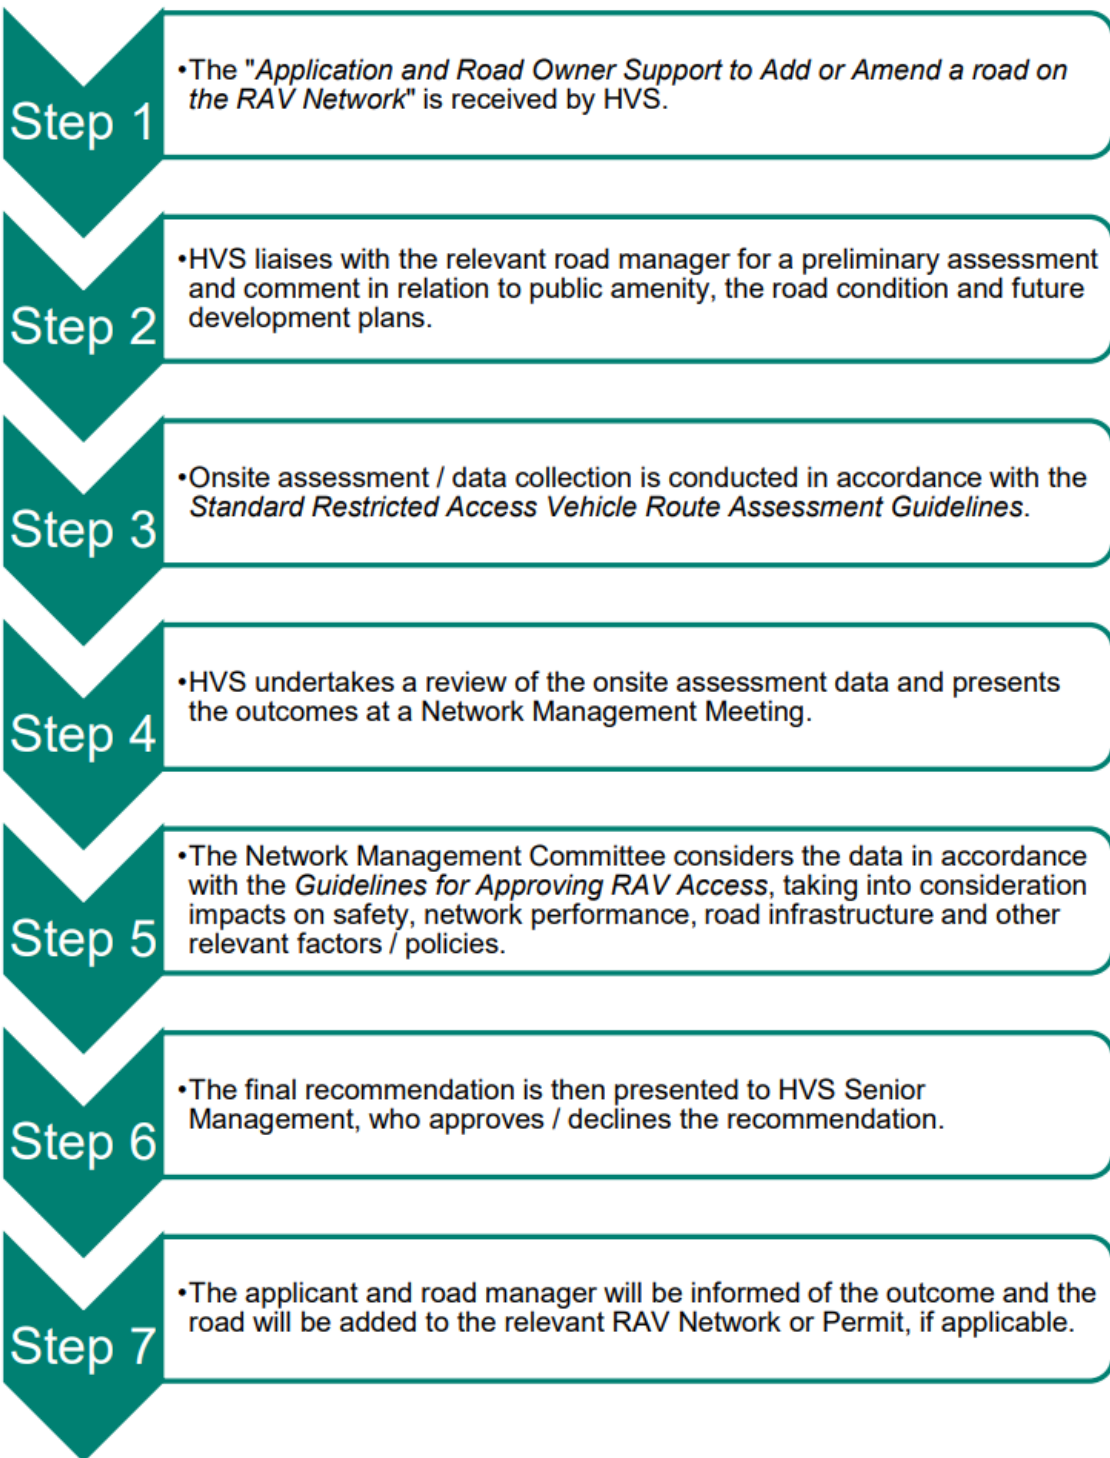 Step 1
•The "Application and Road Owner Support to Add or Amend a road on
the RAV Network" is received by HVS.
Step 2
•HVS liaises with the relevant road manager for a preliminary assessment
and comment in relation to public amenity, the road condition and future
development plans.
Step 3
•Onsite assessment / data collection is conducted in accordance with the
Standard Restricted Access Vehicle Route Assessment Guidelines.
Step 4
•HVS undertakes a review of the onsite assessment data and presents
the outcomes at a Network Management Meeting.
Step 5
•The Network Management Committee considers the data in accordance
with the Guidelines for Approving RAV Access, taking into consideration
impacts on safety, network performance, road infrastructure and other
relevant factors / policies.
Step 6
•The final recommendation is then presented to HVS Senior
Management, who approves / declines the recommendation.
Step 7
•The applicant and road manager will be informed of the outcome and the
road will be added to the relevant RAV Network or Permit, if applicable.